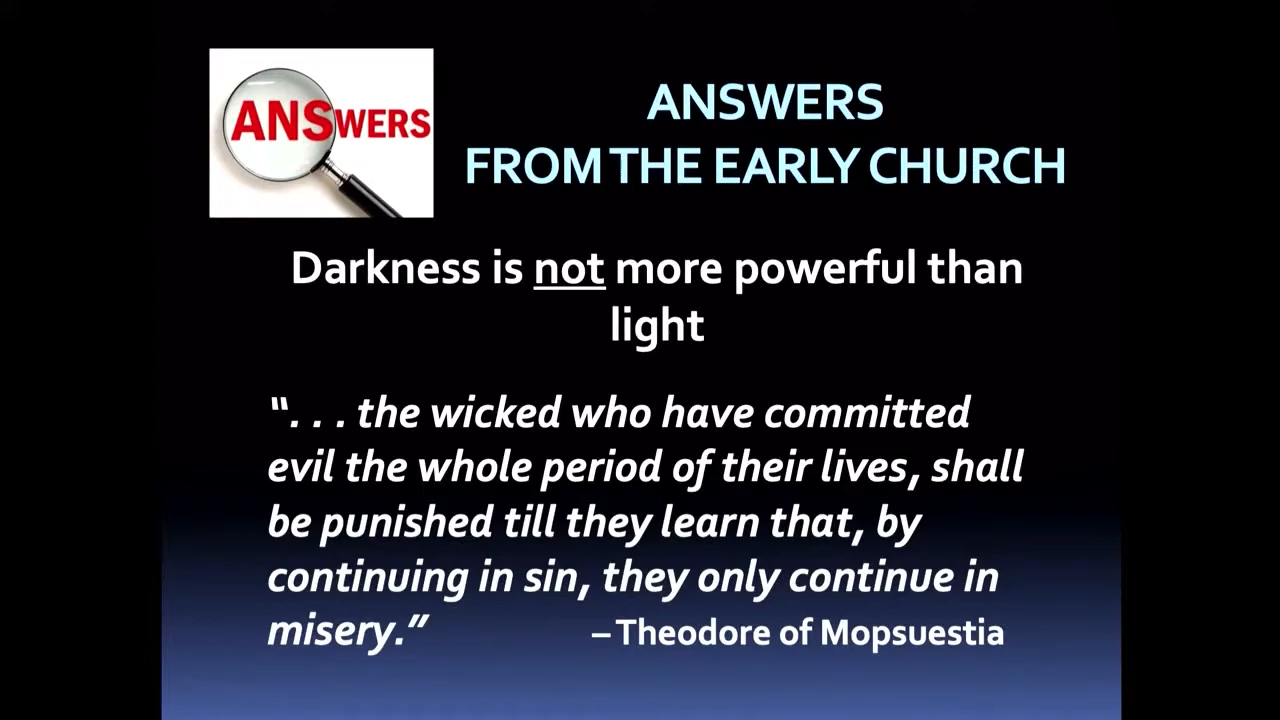 ANSWERS
ANSWERS
FROM THE EARLY CHURCH
Darkness is not more powerful than
light
“. . . the wicked who have committed
evil the whole period of their lives, shall
be punished till they learn that, by
continuing in sin, they only continue in
misery.” – Theodore of Mopsuestia